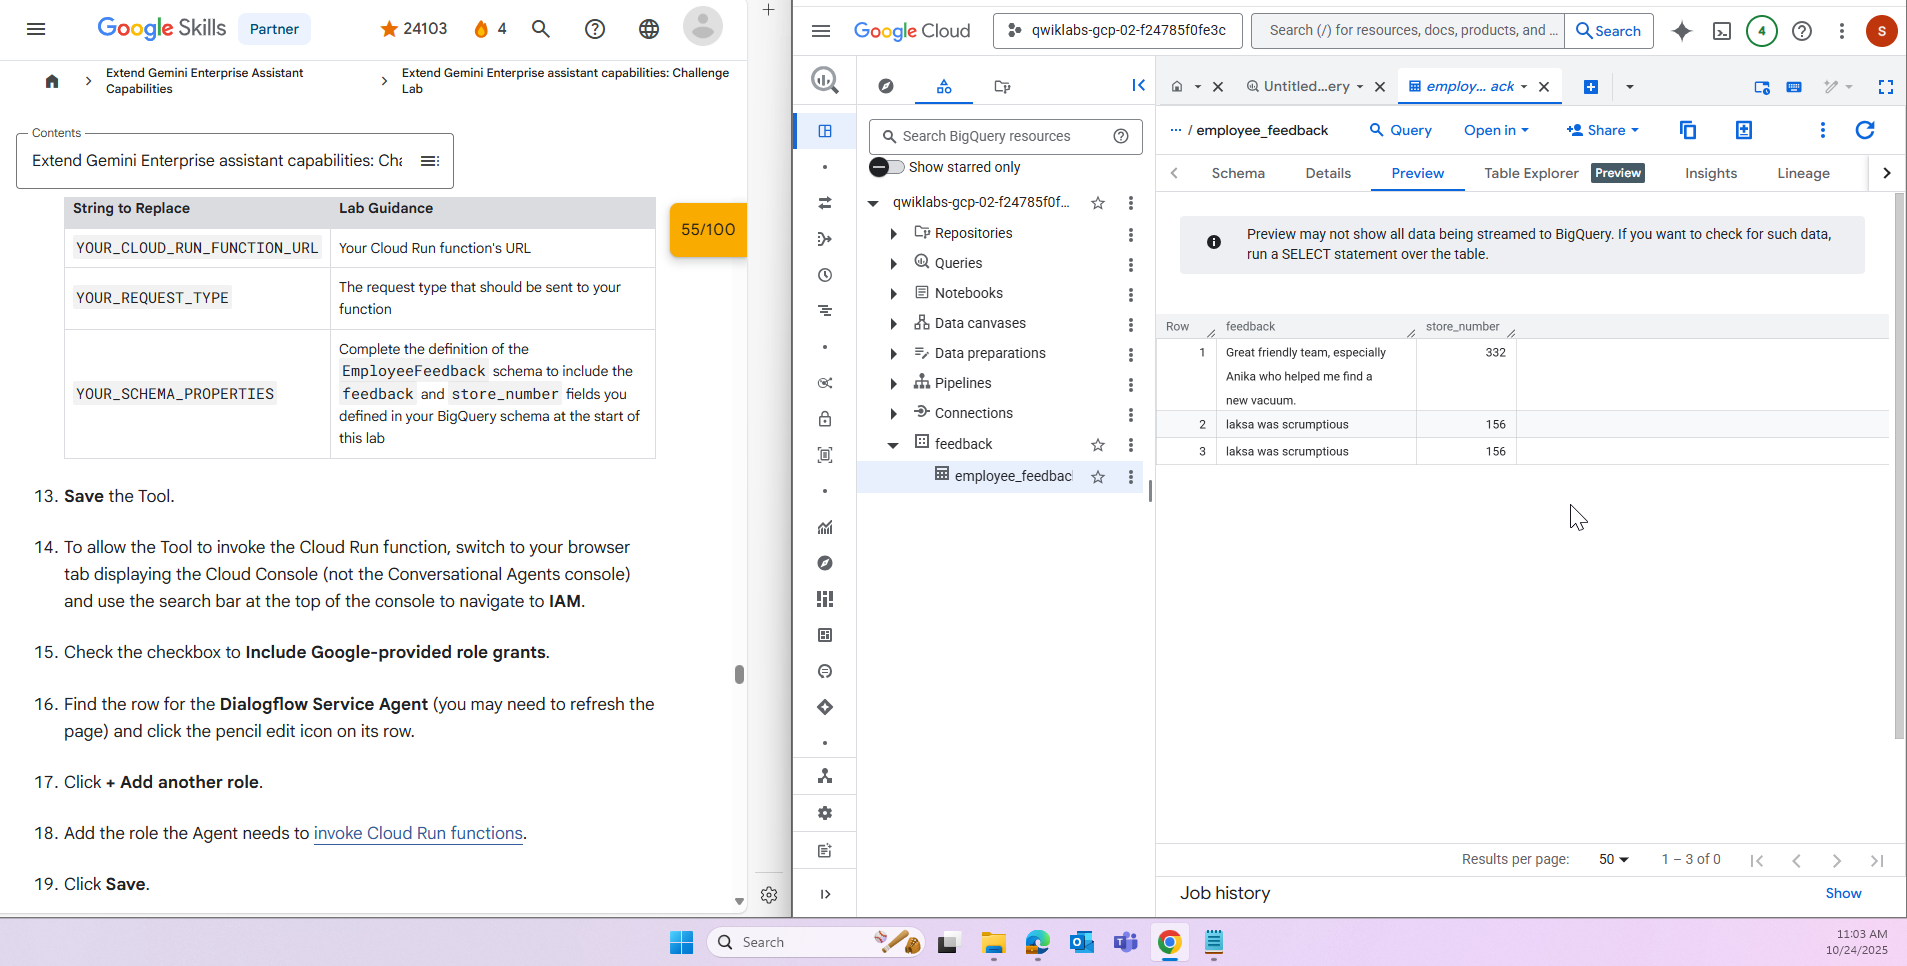 Google Skills
Partner
24103
4
Extend Gemini Enterprise Assistant
Capabilities
Extend Gemini Enterprise assistant capabilities: Challenge
Lab
Contents
Extend Gemini Enterprise assistant capabilities: Cha
String to Replace
Lab Guidance
YOUR_CLOUD_RUN_FUNCTION_URL
Your Cloud Run function's URL
YOUR_REQUEST_TYPE
The request type that should be sent to your
function
YOUR_SCHEMA_PROPERTIES
Complete the definition of the
EmployeeFeedback schema to include the
feedback and store_number fields you
defined in your BigQuery schema at the start of
this lab
55/100
13. Save the Tool.
14. To allow the Tool to invoke the Cloud Run function, switch to your browser
tab displaying the Cloud Console (not the Conversational Agents console)
and use the search bar at the top of the console to navigate to IAM.
15. Check the checkbox to Include Google-provided role grants.
16. Find the row for the Dialogflow Service Agent (you may need to refresh the
page) and click the pencil edit icon on its row.
17. Click + Add another role.
18. Add the role the Agent needs to invoke Cloud Run functions.
19. Click Save.
Google Cloud
qwiklabs-gcp-02-f24785f0fe3c
Search (/) for resources, docs, products, and ...
Search
4
S
Search BigQuery resources
Show starred only
qwiklabs-gcp-02-f24785f0f...
Repositories
Queries
Notebooks
Data canvases
Data preparations
Pipelines
Connections
feedback
employee_feedbac
Untitled...ery
employ... ack
... / employee_feedback
Query
Open in
Share
Schema
Details
Preview
Table Explorer
Preview
Insights
Lineage
Preview may not show all data being streamed to BigQuery. If you want to check for such data,
run a SELECT statement over the table.
Row
feedback
store_number
1
Great friendly team, especially
Anika who helped me find a
new vacuum.
332
2
laksa was scrumptious
156
3
laksa was scrumptious
156
Results per page:
50
1 – 3 of 0
Job history
Show
Search
11:03 AM
10/24/2025